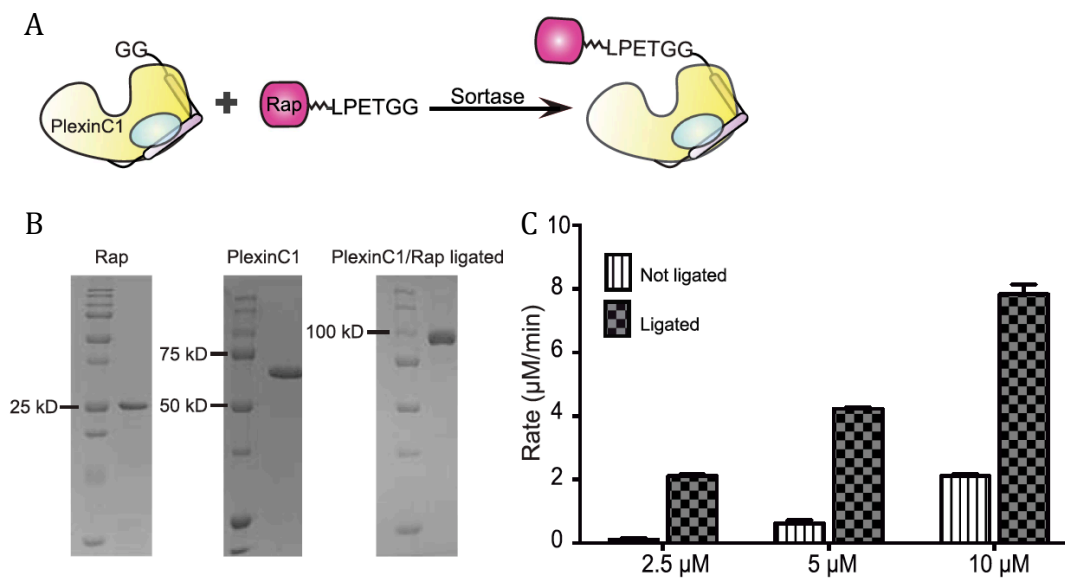 A
GG
PlexinC1
Rap
LPETGG
Sortase
LPETGG
B
Rap
PlexinC1
PlexinC1/Rap ligated
25 kD
75 kD
50 kD
100 kD
C
Rate (µM/min)
10
8
6
4
2
0
Not ligated
Ligated
2.5 µM
5 µM
10 µM